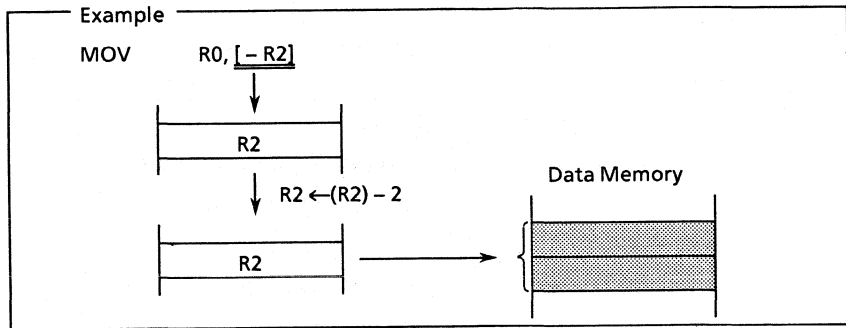 Example
MOV R0, [ – R2]
R2
R2 ←(R2) – 2
Data Memory
R2